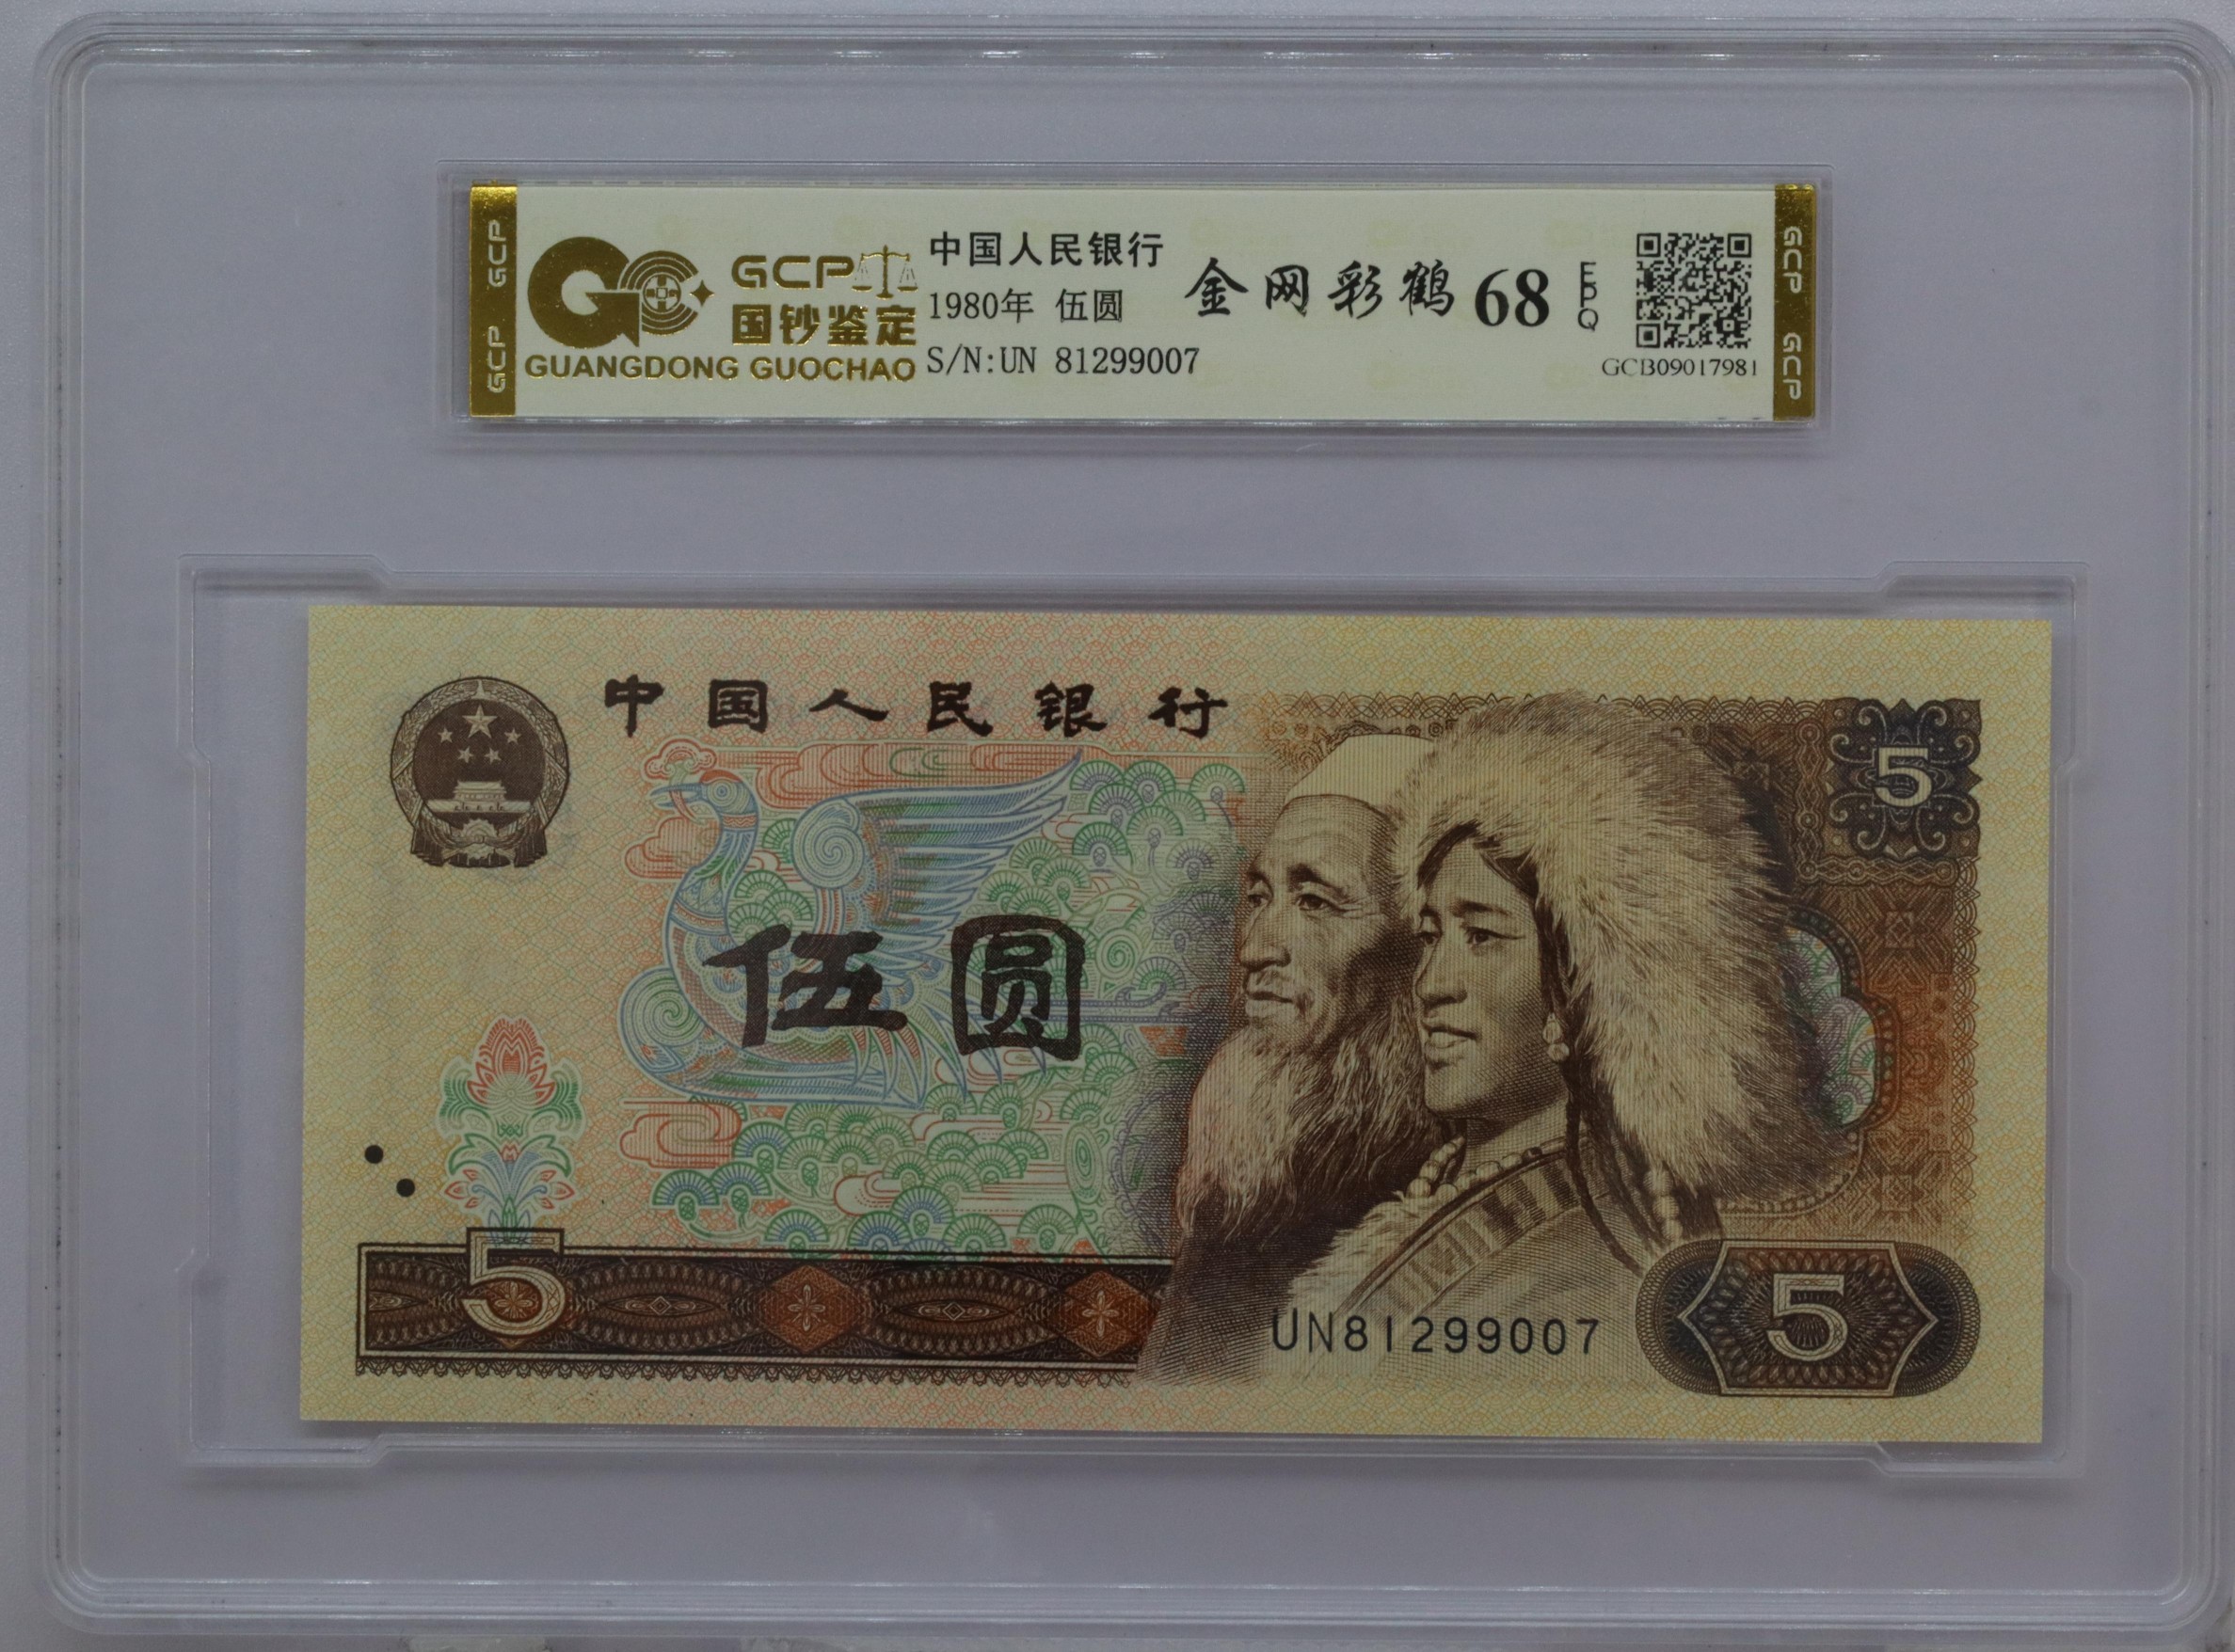 GCP GCP
GCP
国钞鉴定
GUANGDONG GUOCHAO
中国人民银行
1980年 伍圆
S/N:UN 81299007
金网彩鹤 68 EPQ
GCB09017981
GCP GCP
中国人民银行
5
伍圆
5
UN81299007
5